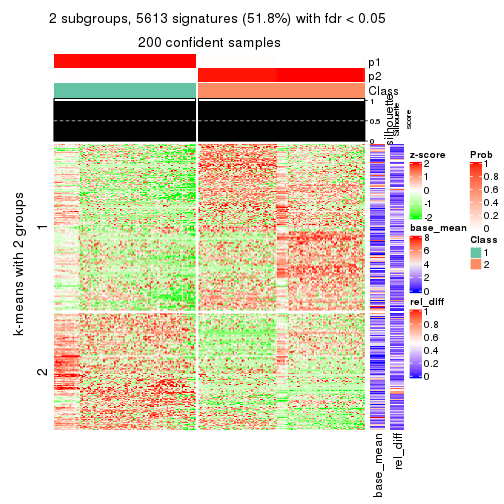 2 subgroups, 5613 signatures (51.8%) with fdr < 0.05
200 confident samples
p1
p2
Class
1
0.5
0
silhouette
Silhouette
score
k-means with 2 groups
1
2
base_mean
rel_diff
z-score
2
1
0
-1
-2
base_mean
8
6
4
2
0
rel_diff
1
0.8
0.6
0.4
0.2
0
Prob
1
0.8
0.6
0.4
0.2
0
Class
1
2